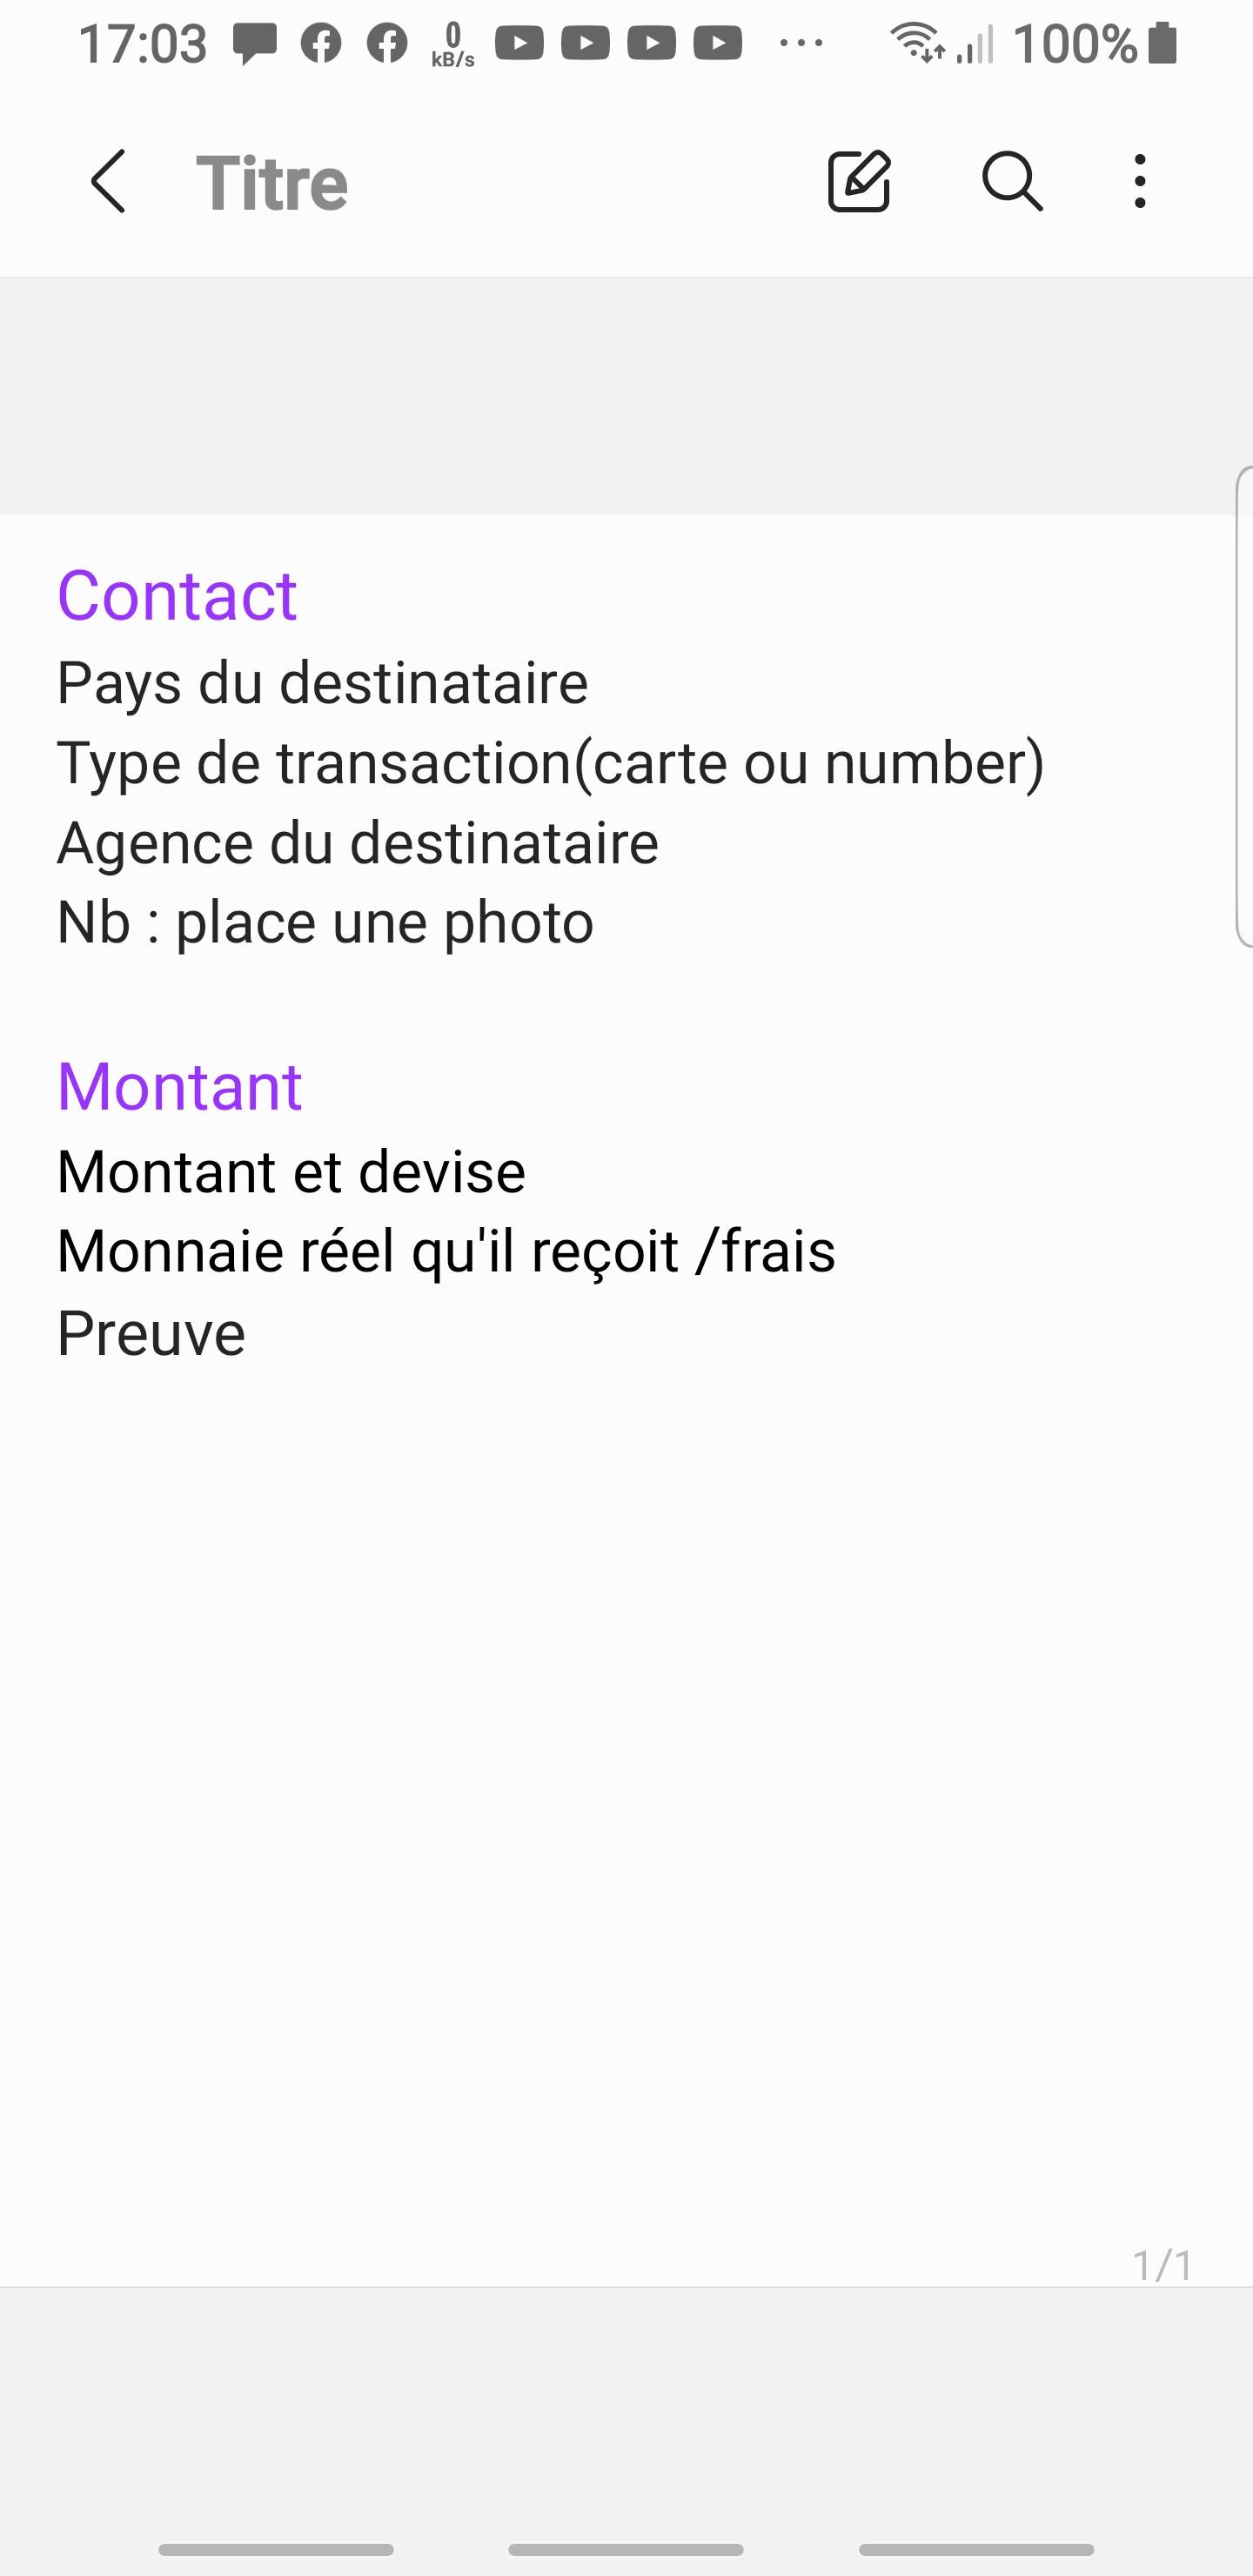 17:03 0 kB/s 100%
Titre
Contact
Pays du destinataire
Type de transaction(carte ou number)
Agence du destinataire
Nb : place une photo
Montant
Montant et devise
Monnaie réel qu'il reçoit /frais
Preuve
1/1